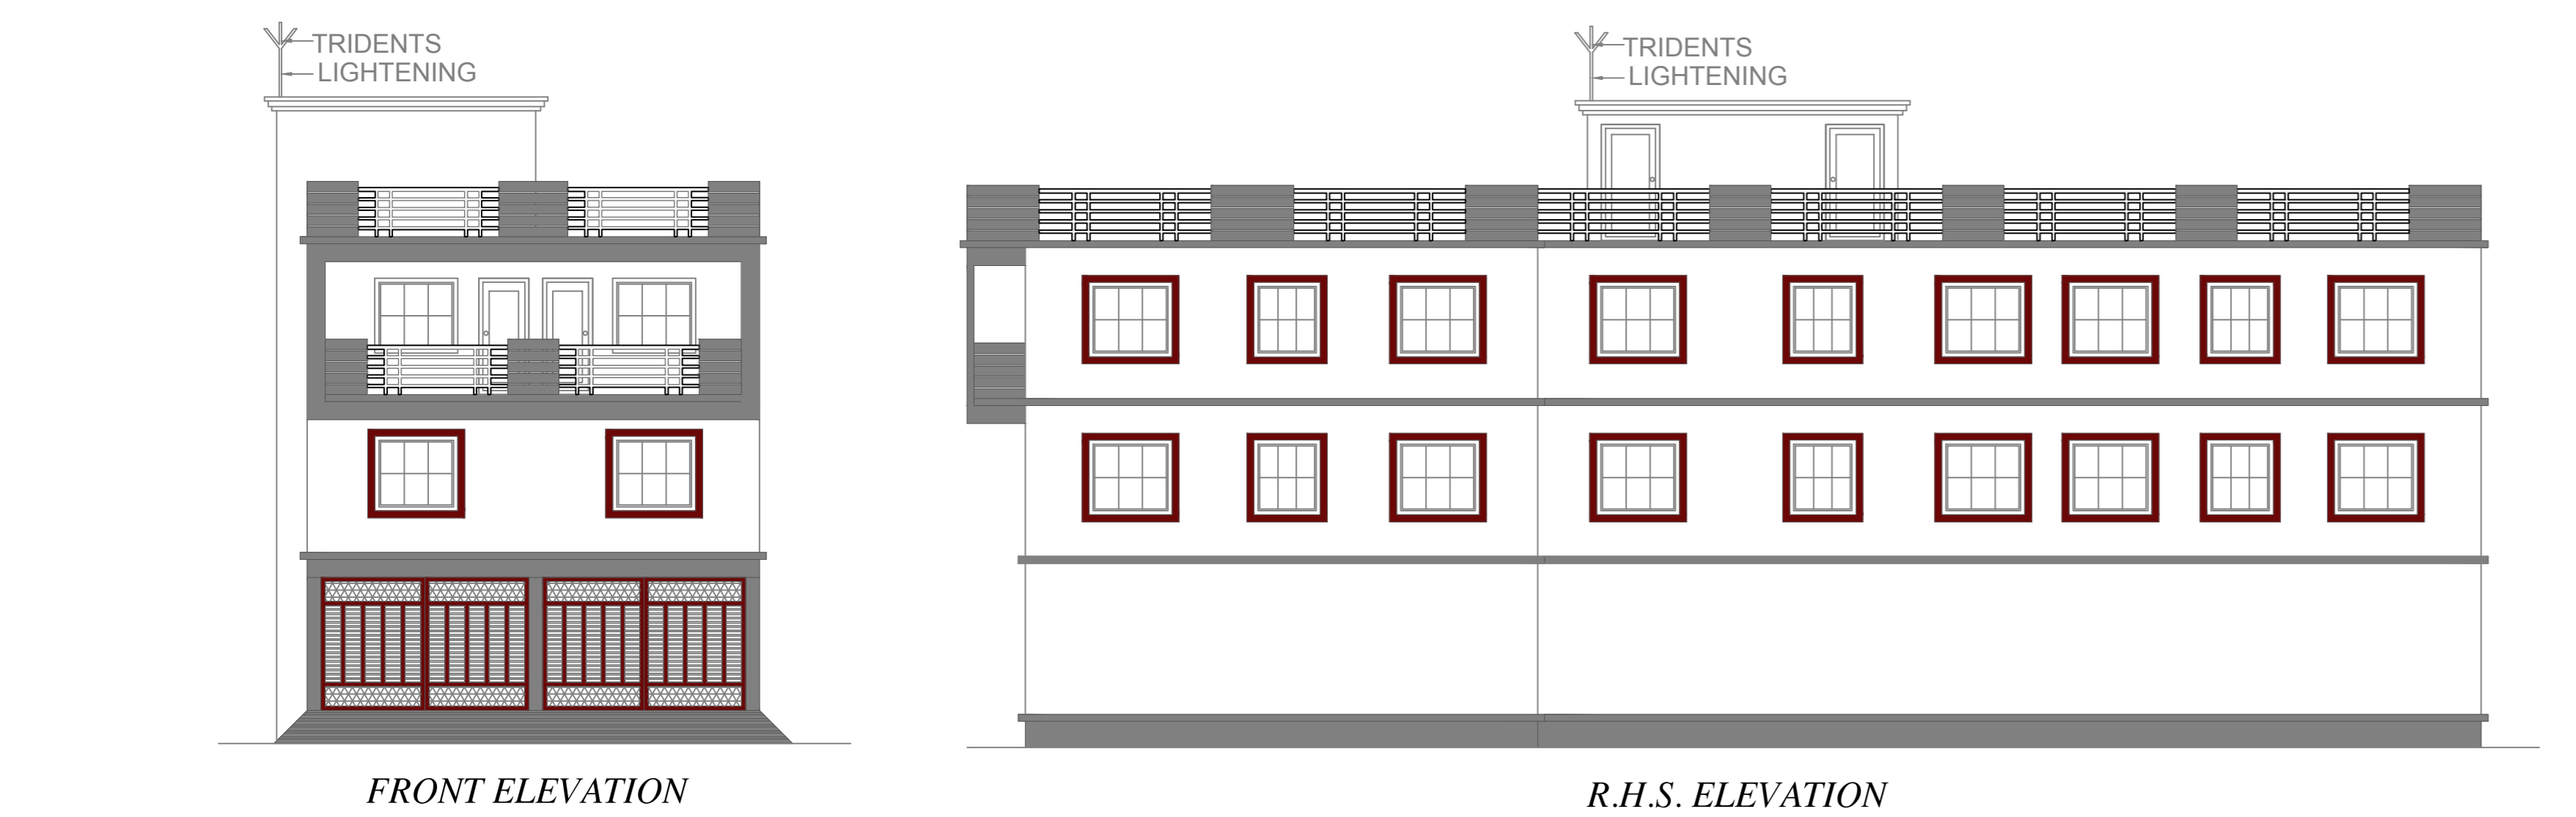 TRIDENTS
LIGHTENING
TRIDENTS
LIGHTENING
FRONT ELEVATION
R.H.S. ELEVATION